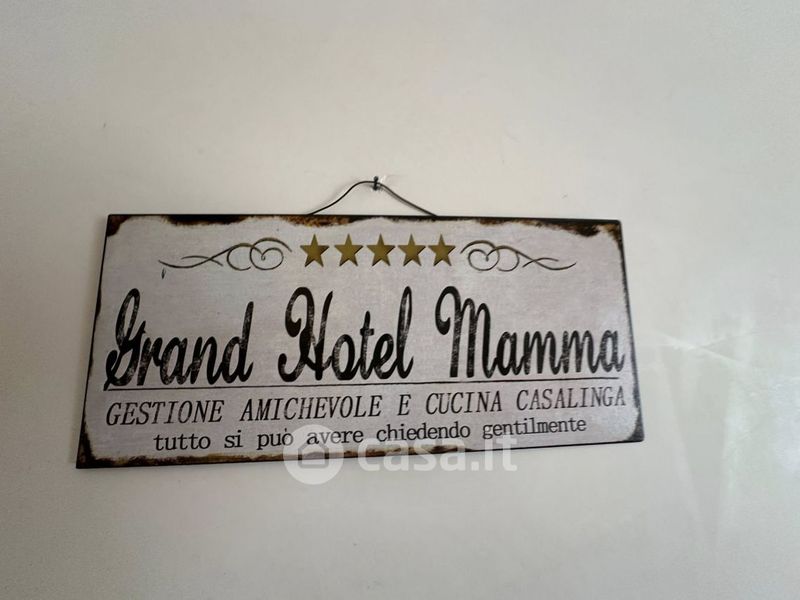 Grand Hotel Mamma
GESTIONE AMICHEVOLE E CUCINA CASALINGA
tutto si può avere chiedendo gentilmente
casa.it